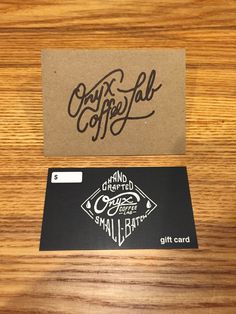 Onyx
Coffee Lab
$
HAND
CRAFTED
Onyx
COFFEE
LAB
SMALL-BATCH
gift card